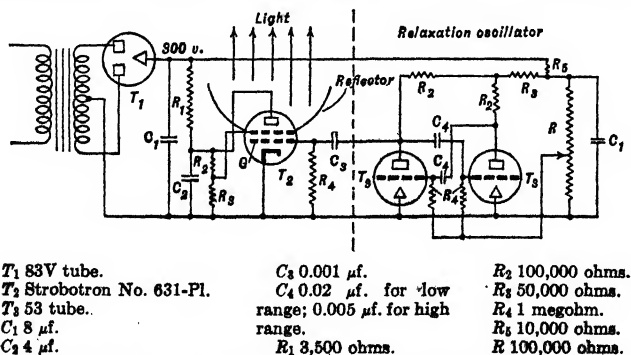 Light
Relaxation oscillator
300 v.
Reflector
T1
R1
C1
C2
R2
R3
G
T2
R4
C3
R2
R3
R5
R2
C4
C4
T3
R4
T3
R
C1
T1 83V tube.
T2 Strobotron No. 631-Pl.
T3 53 tube.
C1 8 μf.
C2 4 μf.
C3 0.001 μf.
C4 0.02 μf. for low
range; 0.005 μf. for high
range.
R1 3,500 ohms.
R2 100,000 ohms.
R3 50,000 ohms.
R4 1 megohm.
R5 10,000 ohms.
R 100,000 ohms.